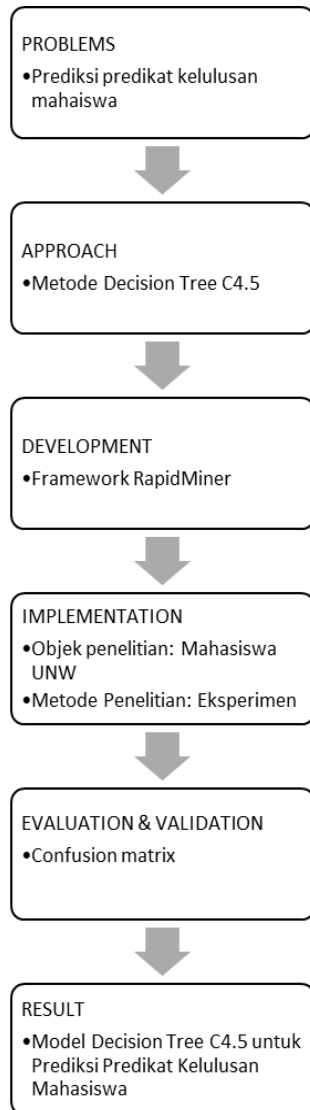 PROBLEMS
•Prediksi predikat kelulusan
mahaiswa
APPROACH
•Metode Decision Tree C4.5
DEVELOPMENT
•Framework RapidMiner
IMPLEMENTATION
•Objek penelitian: Mahasiswa
UNW
•Metode Penelitian: Eksperimen
EVALUATION & VALIDATION
•Confusion matrix
RESULT
•Model Decision Tree C4.5 untuk
Prediksi Predikat Kelulusan
Mahasiswa